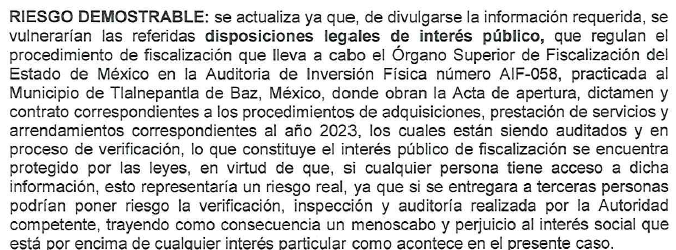 RIESGO DEMOSTRABLE: se actualiza ya que, de divulgarse la información requerida, se
vulnerarían las referidas disposiciones legales de interés público, que regulan el
procedimiento de fiscalización que lleva a cabo el Órgano Superior de Fiscalización del
Estado de México en la Auditoria de Inversión Física número AIF-058, practicada al
Municipio de Tlalnepantla de Baz, México, donde obran la Acta de apertura, dictamen y
contrato correspondientes a los procedimientos de adquisiciones, prestación de servicios y
arrendamientos correspondientes al año 2023, los cuales están siendo auditados y en
proceso de verificación, lo que constituye el interés público de fiscalización se encuentra
protegido por las leyes, en virtud de que, si cualquier persona tiene acceso a dicha
información, esto representaría un riesgo real, ya que si se entregara a terceras personas
podrían poner riesgo la verificación, inspección y auditoría realizada por la Autoridad
competente, trayendo como consecuencia un menoscabo y perjuicio al interés social que
está por encima de cualquier interés particular como acontece en el presente caso.